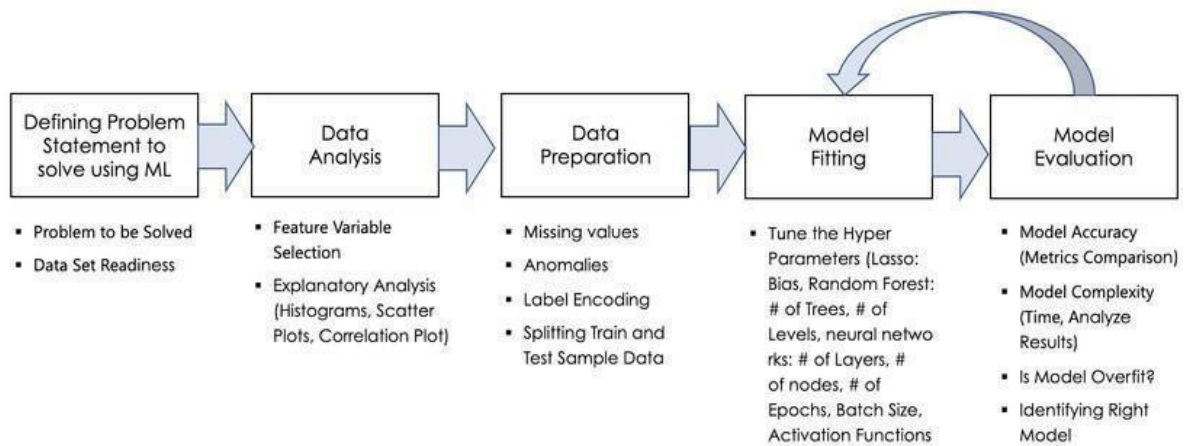 Defining Problem
Statement to
solve using ML
Data
Analysis
Data
Preparation
Model
Fitting
Model
Evaluation
▪ Problem to be Solved
▪ Data Set Readiness
▪ Feature Variable
Selection
▪ Explanatory Analysis
(Histograms, Scatter
Plots, Correlation Plot)
▪ Missing values
▪ Anomalies
▪ Label Encoding
▪ Splitting Train and
Test Sample Data
▪ Tune the Hyper
Parameters (Lasso:
Bias, Random Forest:
# of Trees, # of
Levels, neural netwo
rks: # of Layers, #
of nodes, # of
Epochs, Batch Size,
Activation Functions
▪ Model Accuracy
(Metrics Comparison)
▪ Model Complexity
(Time, Analyze
Results)
▪ Is Model Overfit?
▪ Identifying Right
Model